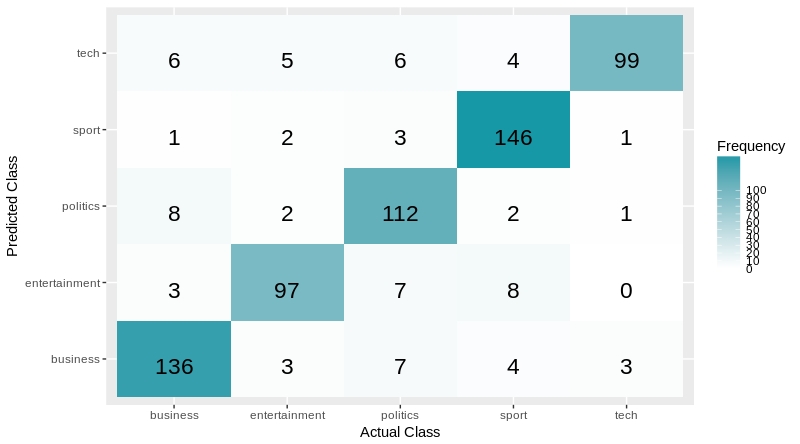 Predicted Class
tech
6 5 6 4 99
sport
1 2 3 146 1
politics
8 2 112 2 1
entertainment
3 97 7 8 0
business
136 3 7 4 3
business entertainment politics sport tech
Actual Class
Frequency
100
90
80
70
60
50
40
30
20
10
0